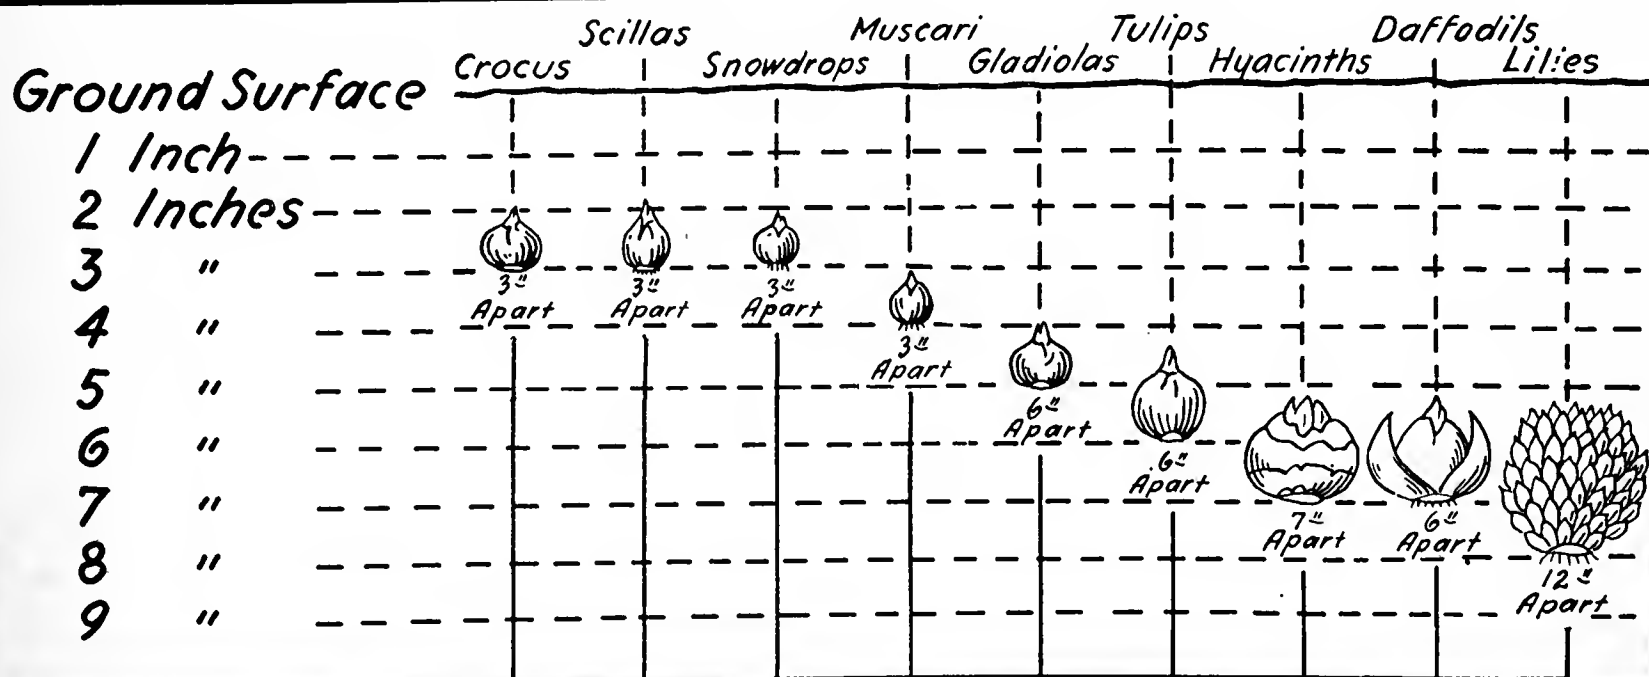 Scillas Muscari Tulips Daffodils
Crocus Snowdrops Gladiolas Hyacinths Lilies
Ground Surface
1 Inch
2 Inches
3 "
3" 3" 3"
Apart Apart Apart
4 "
3"
Apart
5 "
6"
Apart
6 "
6"
Apart
7 "
7" 6"
Apart Apart
8 "
12"
Apart
9 "